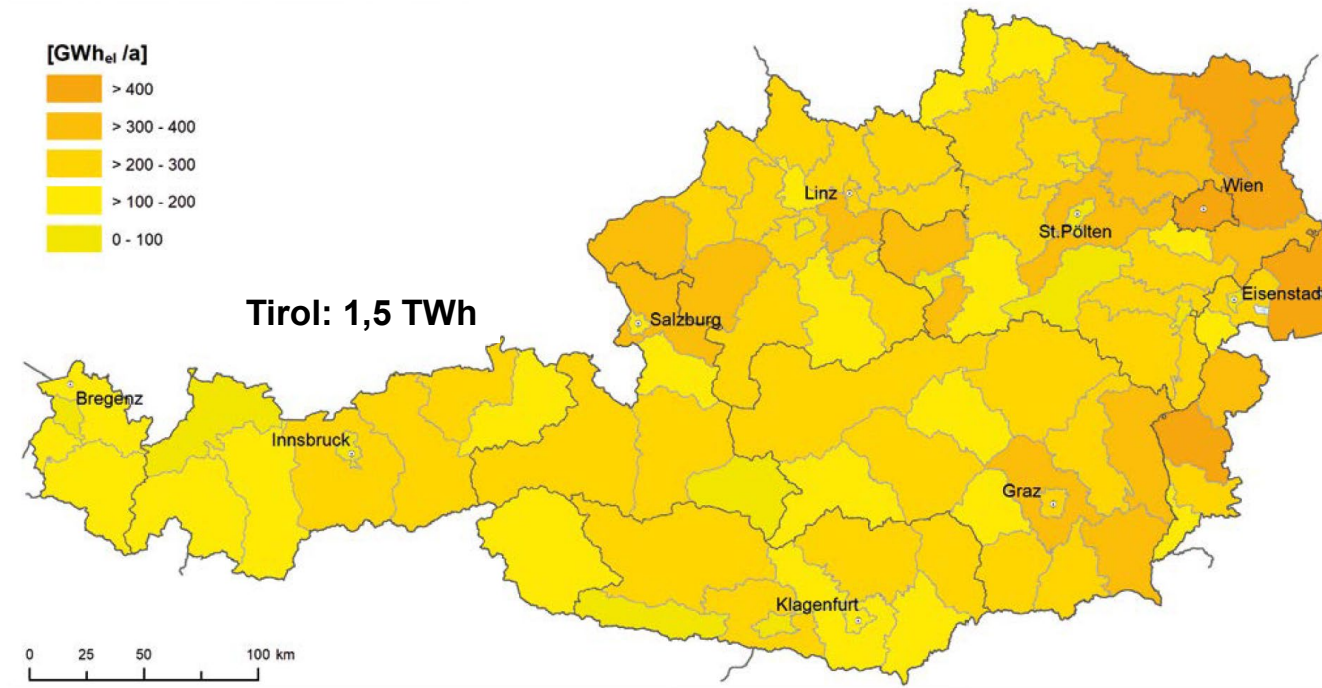 [GWhel /a]
> 400
> 300 - 400
> 200 - 300
> 100 - 200
0 - 100
Linz
Wien
St.Pölten
Eisenstadt
Tirol: 1,5 TWh
Salzburg
Bregenz
Innsbruck
Graz
Klagenfurt
0 25 50 100 km